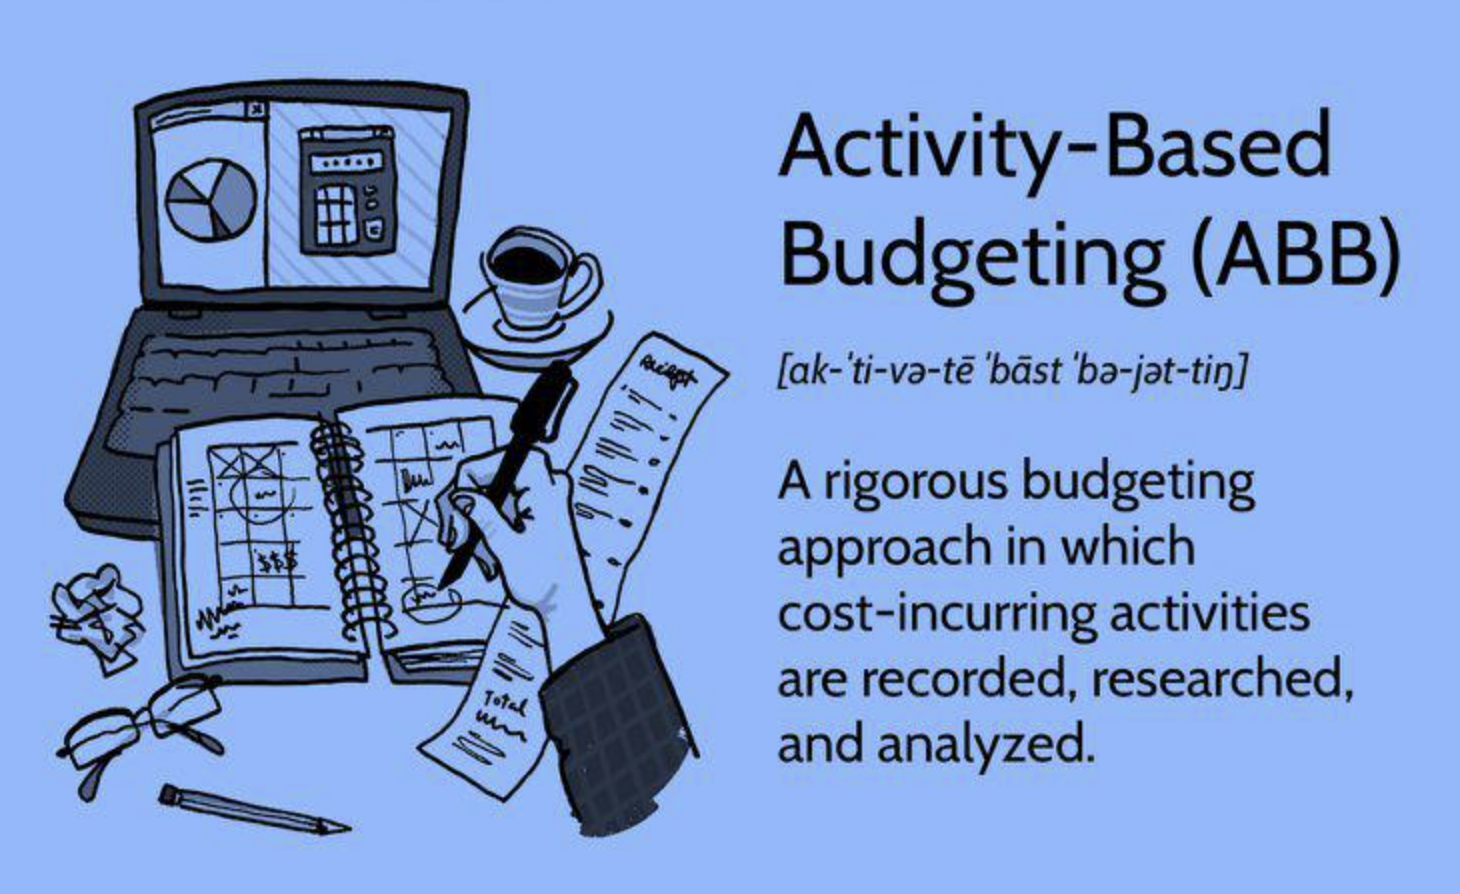 Activity-Based
Budgeting (ABB)
[ak-ˈti-və-tē ˈbāst ˈbə-jət-tiŋ]
A rigorous budgeting
approach in which
cost-incurring activities
are recorded, researched,
and analyzed.
Receipt
$$$
Total